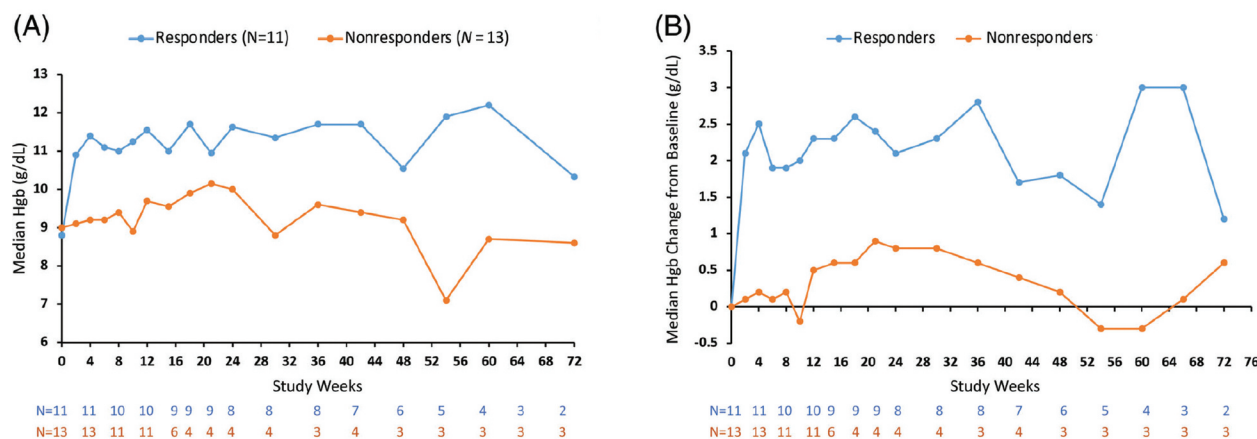 (A)
Responders (N=11) Nonresponders (N = 13)
13
12
11
10
9
8
7
6
Median Hgb (g/dL)
0 4 8 12 16 20 24 28 32 36 40 44 48 52 56 60 64 68 72
Study Weeks
N=11 11 10 10 9 9 9 8 8 8 7 6 5 4 3 2
N=13 13 11 11 6 4 4 4 4 3 4 3 3 3 3 3
(B)
Responders Nonresponders
3.5
3
2.5
2
1.5
1
0.5
0
-0.5
Median Hgb Change from Baseline (g/dL)
0 4 8 12 16 20 24 28 32 36 40 44 48 52 56 60 64 68 72 76
Study Weeks
N=11 11 10 10 9 9 9 8 8 8 7 6 5 4 3 2
N=13 13 11 11 6 4 4 4 4 3 4 3 3 3 3 3